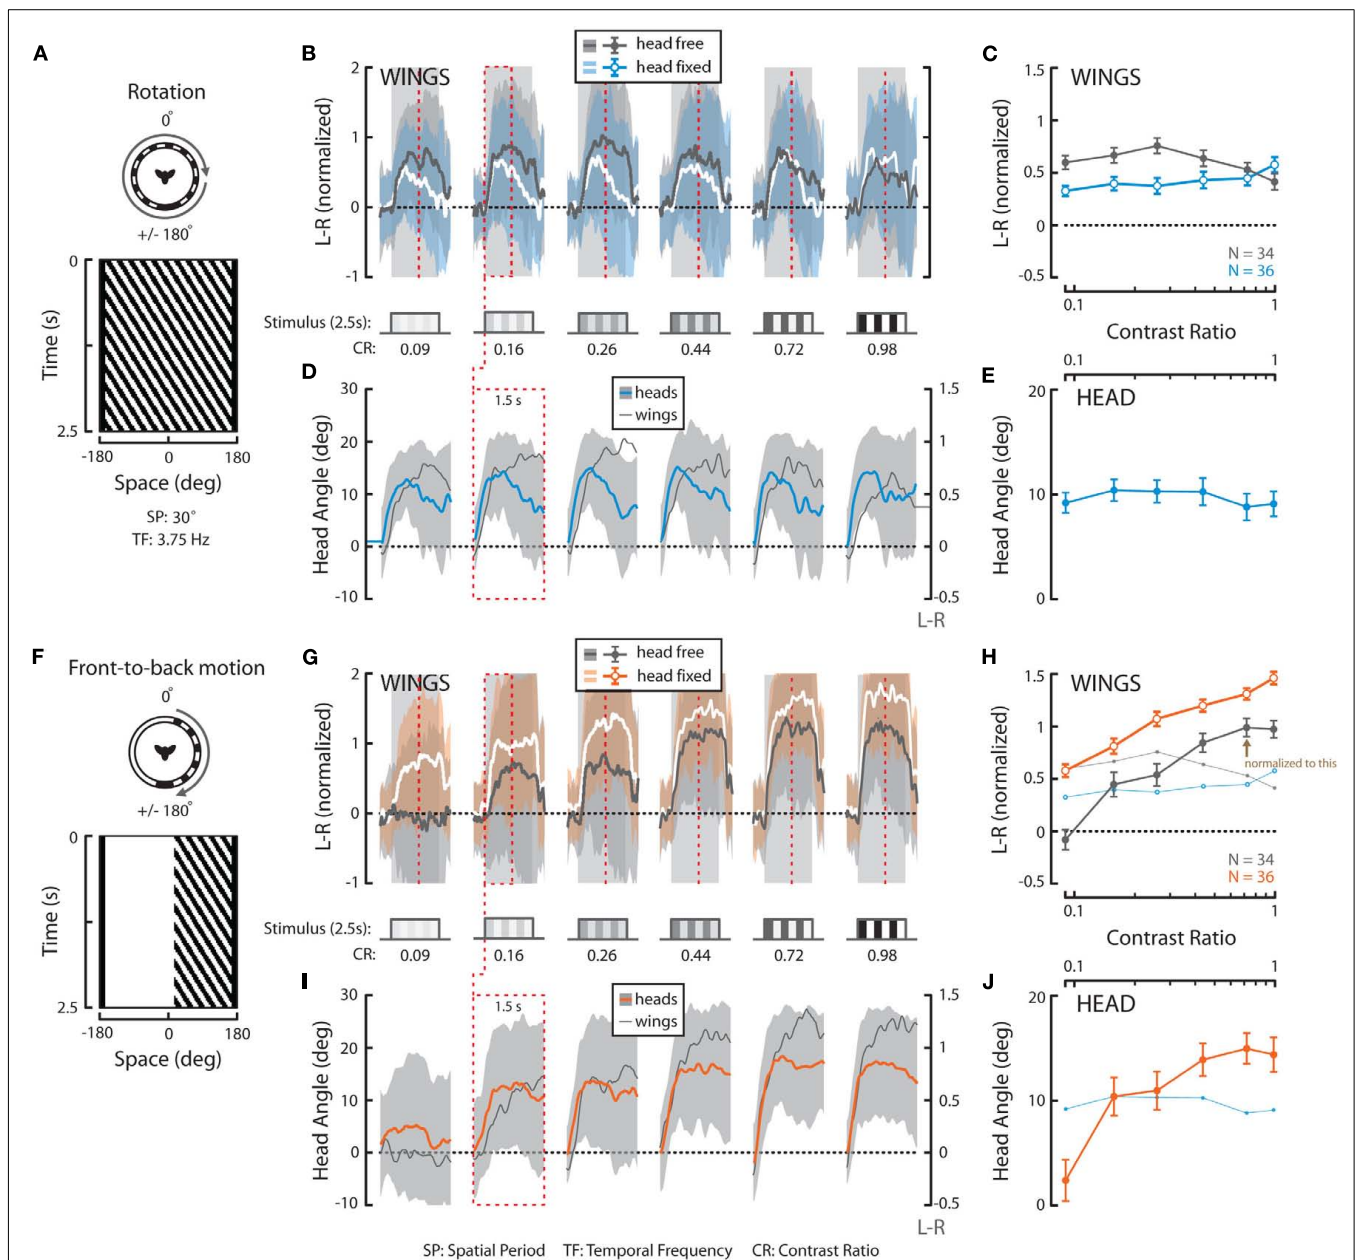 A
Rotation
0°
+/- 180°
0
Time (s)
2.5
-180 0 180
Space (deg)
SP: 30°
TF: 3.75 Hz
B
head free
head fixed
WINGS
2
1
0
-1
L-R (normalized)
Stimulus (2.5s):
CR: 0.09 0.16 0.26 0.44 0.72 0.98
C
WINGS
1.5
1
0.5
0
-0.5
L-R (normalized)
N = 34
N = 36
0.1 1
Contrast Ratio
D
heads
wings
1.5 s
30
20
10
0
-10
Head Angle (deg)
1.5
1
0.5
0
-0.5
L-R
E
0.1 1
HEAD
20
10
0
Head Angle (deg)
F
Front-to-back motion
0°
+/- 180°
0
Time (s)
2.5
-180 0 180
Space (deg)
G
head free
head fixed
WINGS
2
1
0
-1
L-R (normalized)
Stimulus (2.5s):
CR: 0.09 0.16 0.26 0.44 0.72 0.98
H
WINGS
1.5
1
0.5
0
-0.5
L-R (normalized)
normalized to this
N = 34
N = 36
0.1 1
Contrast Ratio
I
heads
wings
1.5 s
30
20
10
0
-10
Head Angle (deg)
1.5
1
0.5
0
-0.5
L-R
J
0.1 1
HEAD
20
10
0
Head Angle (deg)
SP: Spatial Period TF: Temporal Frequency CR: Contrast Ratio